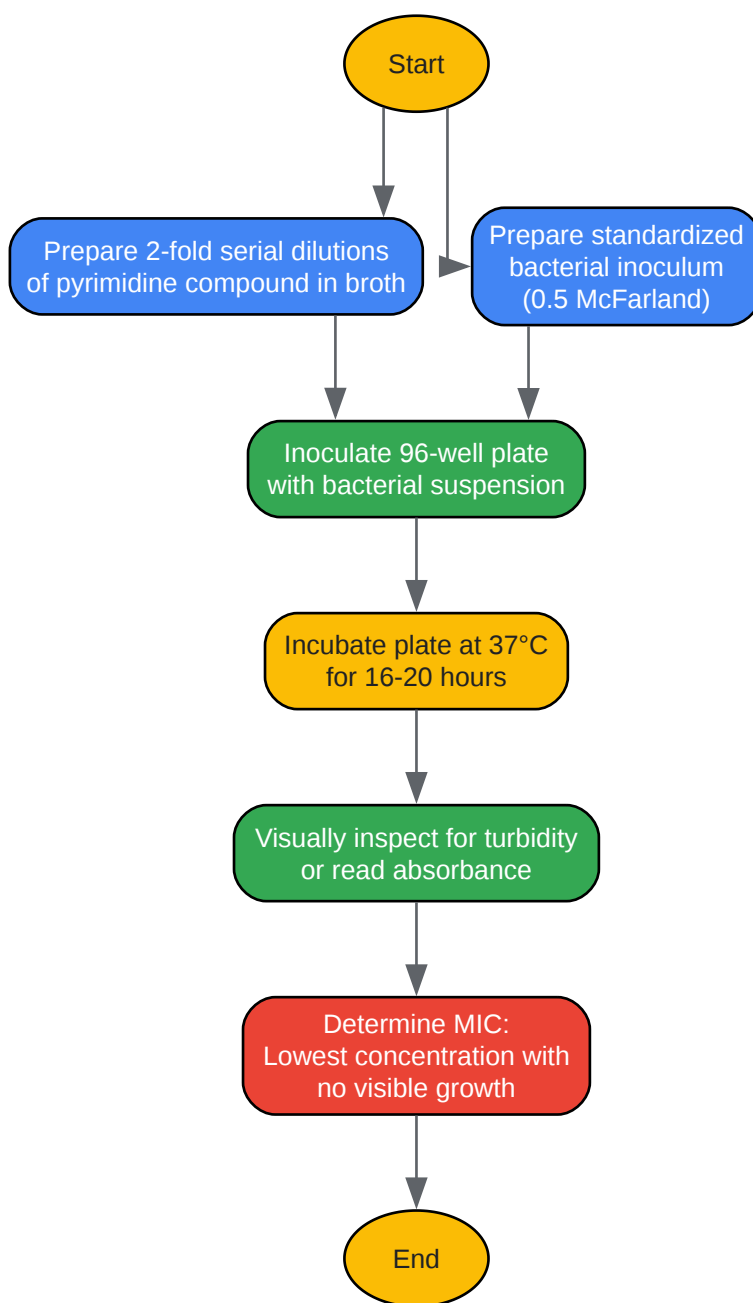 Start
Prepare 2-fold serial dilutions
of pyrimidine compound in broth
Prepare standardized
bacterial inoculum
(0.5 McFarland)
Inoculate 96-well plate
with bacterial suspension
Incubate plate at 37°C
for 16-20 hours
Visually inspect for turbidity
or read absorbance
Determine MIC:
Lowest concentration with
no visible growth
End